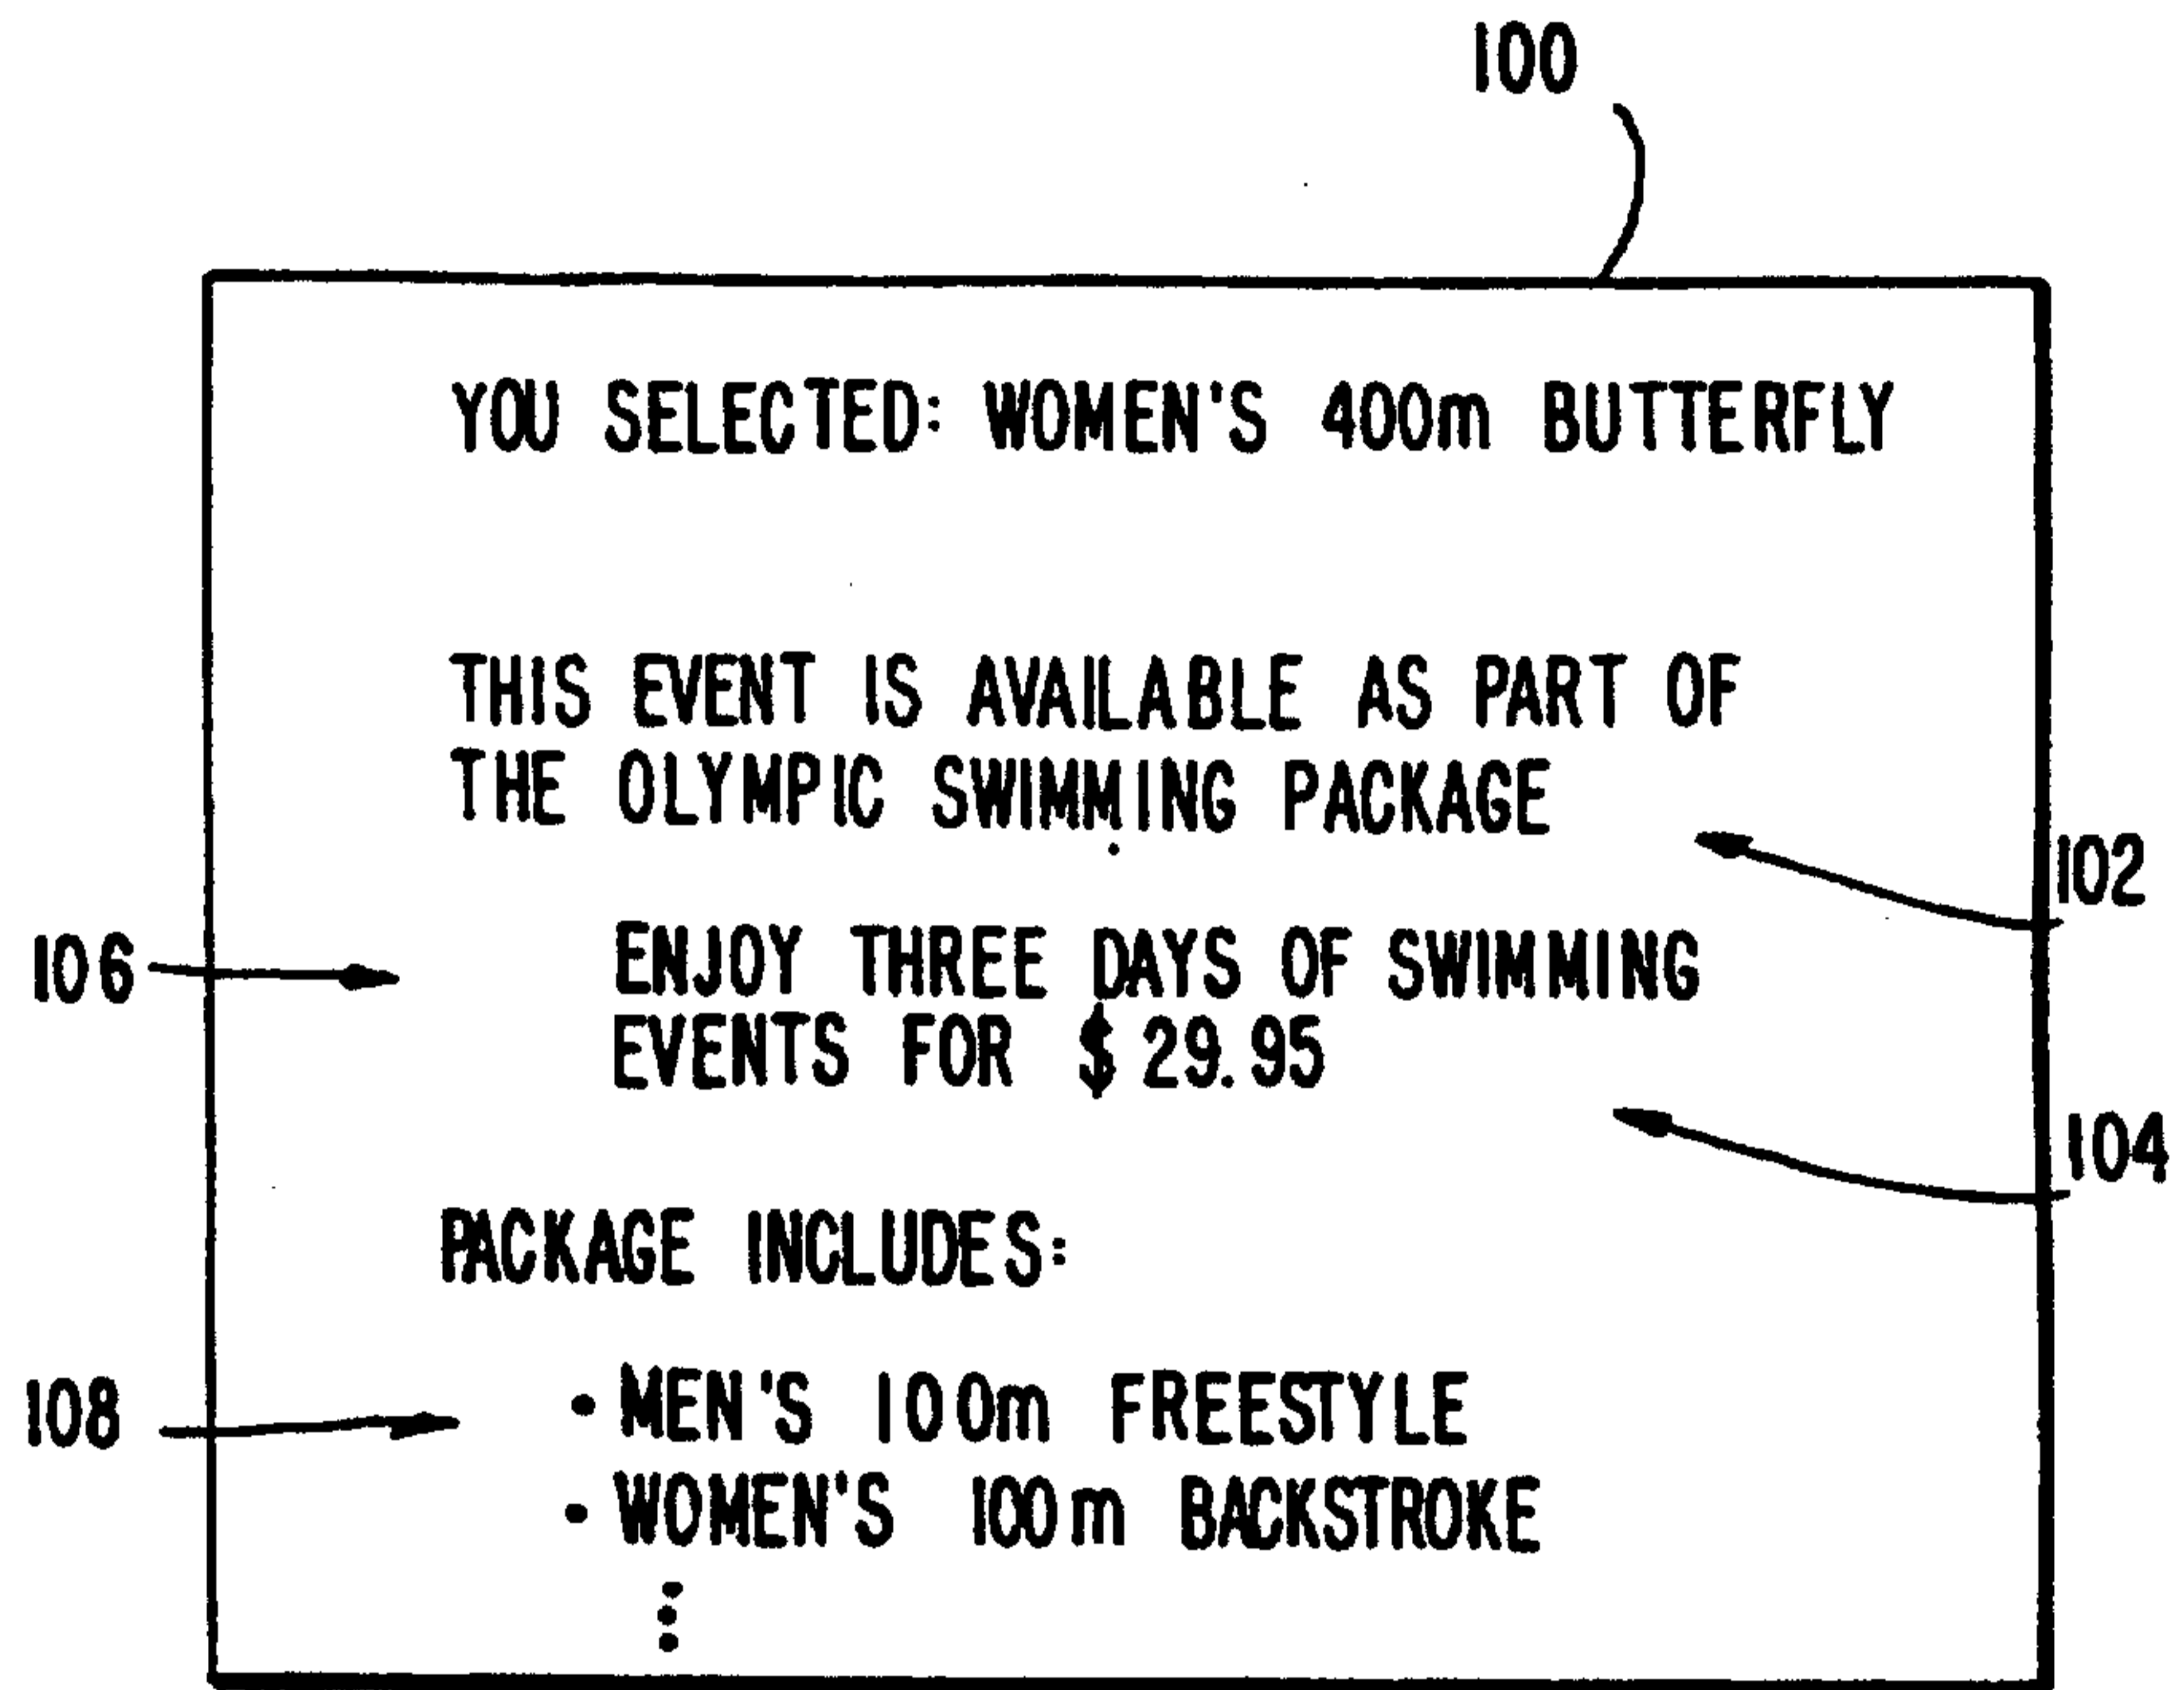 100
YOU SELECTED: WOMEN'S 400m BUTTERFLY
THIS EVENT IS AVAILABLE AS PART OF
THE OLYMPIC SWIMMING PACKAGE
102
106
ENJOY THREE DAYS OF SWIMMING
EVENTS FOR $ 29.95
104
PACKAGE INCLUDES:
108
• MEN'S 100m FREESTYLE
• WOMEN'S 100m BACKSTROKE